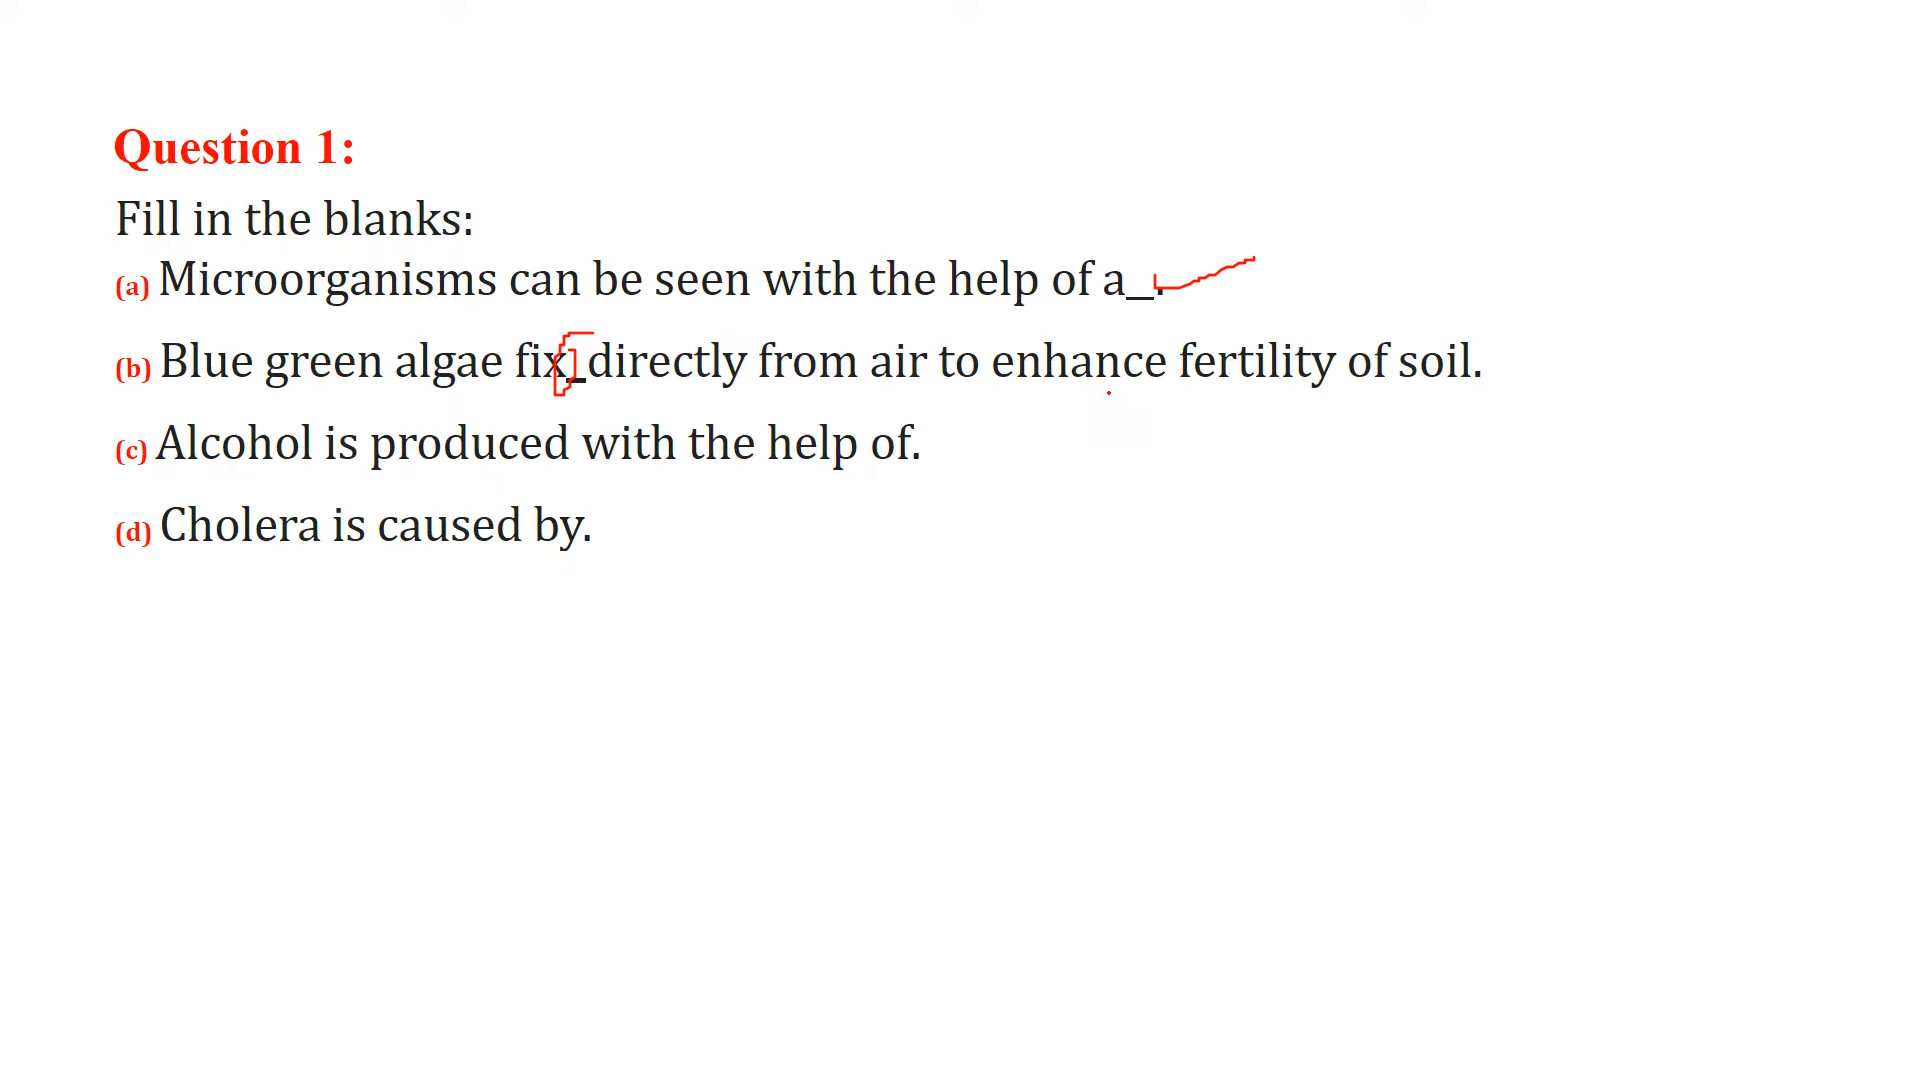 Question 1:
Fill in the blanks:
(a) Microorganisms can be seen with the help of a_.
(b) Blue green algae fix_directly from air to enhance fertility of soil.
(c) Alcohol is produced with the help of.
(d) Cholera is caused by.